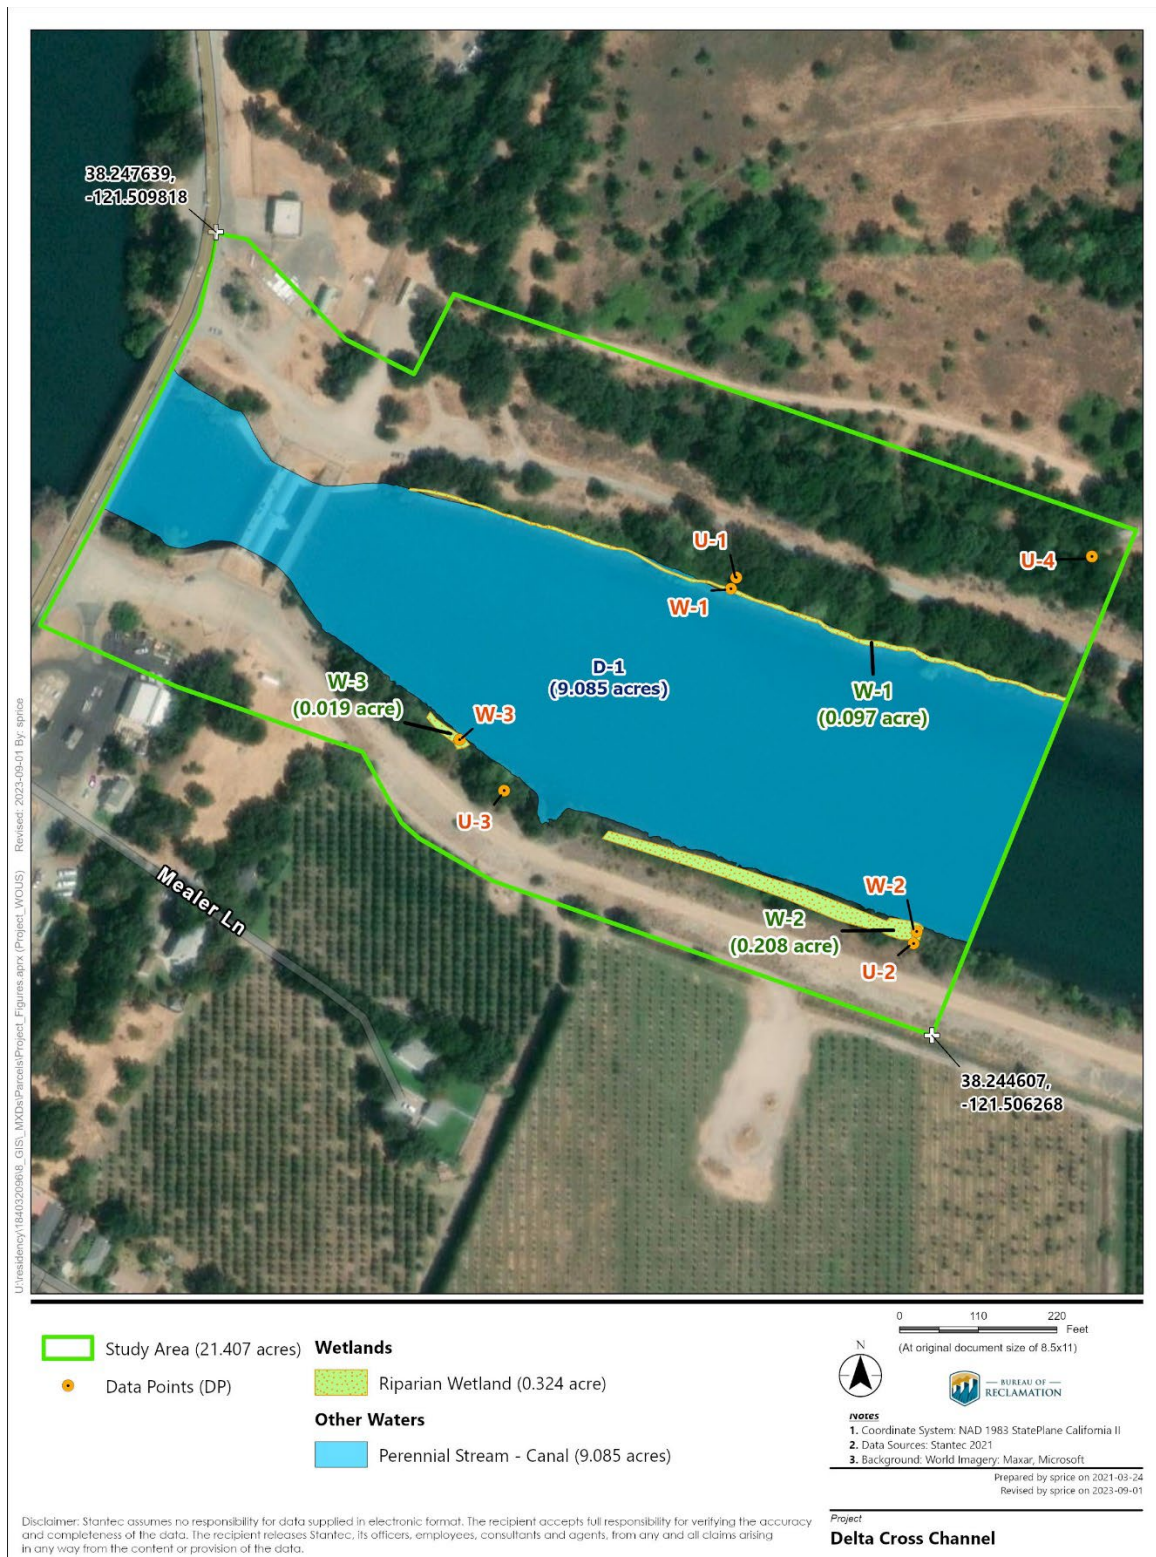 38.247639,
-121.509818
U-1
U-4
W-1
D-1
(9.085 acres)
W-3
(0.019 acre)
W-3
W-1
(0.097 acre)
U-3
W-2
W-2
(0.208 acre)
U-2
Mealer Ln
38.244607,
-121.506268
U:\residency\184032096\8_GIS\_MXDs\Parcels\Project_Figures.aprx (Project_WOUS) Revised: 2023-09-01 By: sprice
Study Area (21.407 acres)
Data Points (DP)
Wetlands
Riparian Wetland (0.324 acre)
Other Waters
Perennial Stream - Canal (9.085 acres)
0 110 220
Feet
(At original document size of 8.5x11)
N
BUREAU OF
RECLAMATION
Notes
1. Coordinate System: NAD 1983 StatePlane California II
2. Data Sources: Stantec 2021
3. Background: World Imagery: Maxar, Microsoft
Prepared by sprice on 2021-03-24
Revised by sprice on 2023-09-01
Project
Delta Cross Channel
Disclaimer: Stantec assumes no responsibility for data supplied in electronic format. The recipient accepts full responsibility for verifying the accuracy
and completeness of the data. The recipient releases Stantec, its officers, employees, consultants and agents, from any and all claims arising
in any way from the content or provision of the data.